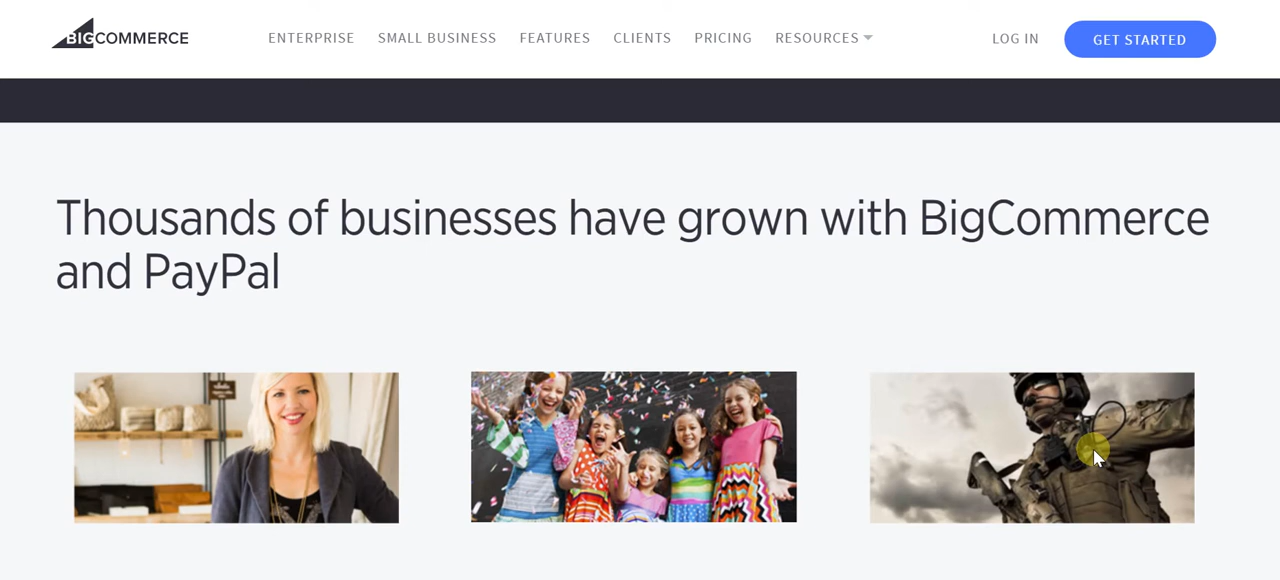 BIGCOMMERCE ENTERPRISE SMALL BUSINESS FEATURES CLIENTS PRICING RESOURCES LOG IN GET STARTED
Thousands of businesses have grown with BigCommerce
and PayPal